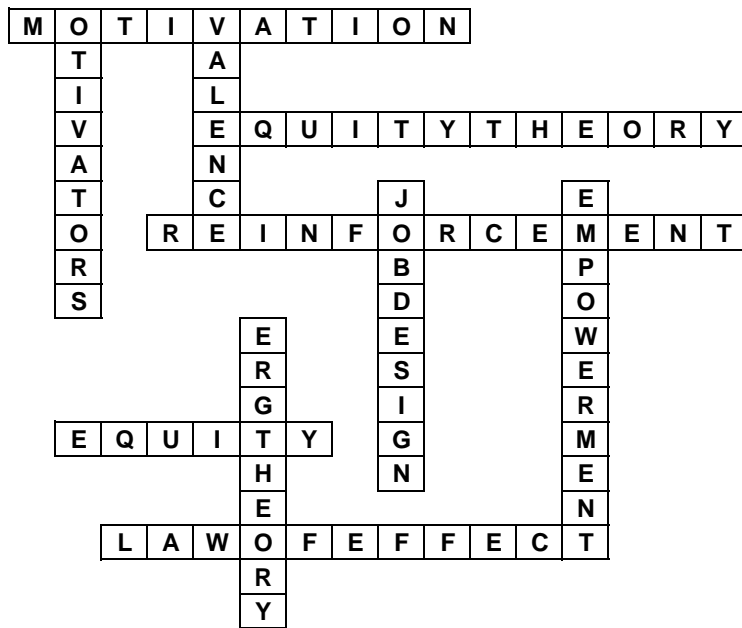 M O T I V A T I O N
T A
I L
V E Q U I T Y T H E O R Y
A N
T C J E
O R E I N F O R C E M E N T
R B P
S D O
E E W
R S E
G I R
E Q U I T Y G M
H N E
E N
L A W O F E F F E C T
R
Y